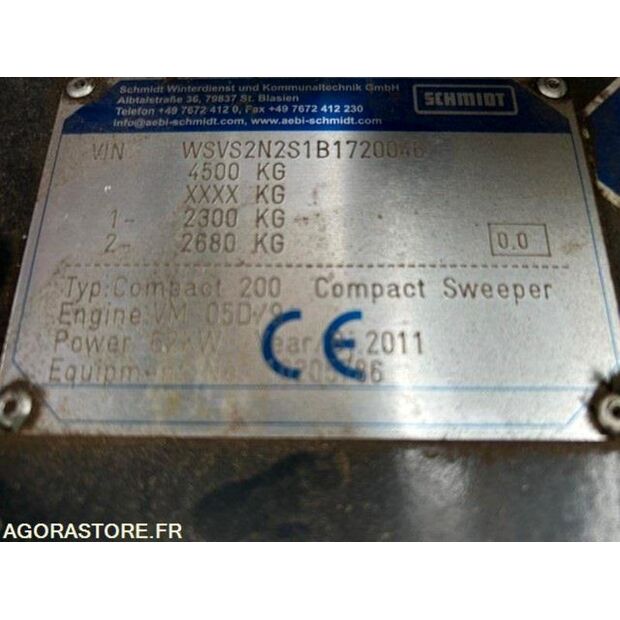 Schmidt Winterdienst und Kommunaltechnik GmbH
Albtalstraße 36, 79837 St. Blasien
Telefon +49 7672 412 0, Fax +49 7672 412 230
info@aebi-schmidt.com, www.aebi-schmidt.com
SCHMIDT
VIN WSVS2N2S1B1720046
4500 KG
XXXX KG
1- 2300 KG
2- 2680 KG
0.0
Typ: Compact 200 Compact Sweeper
Engine: VM
Power 2011
CE
AGORASTORE.FR